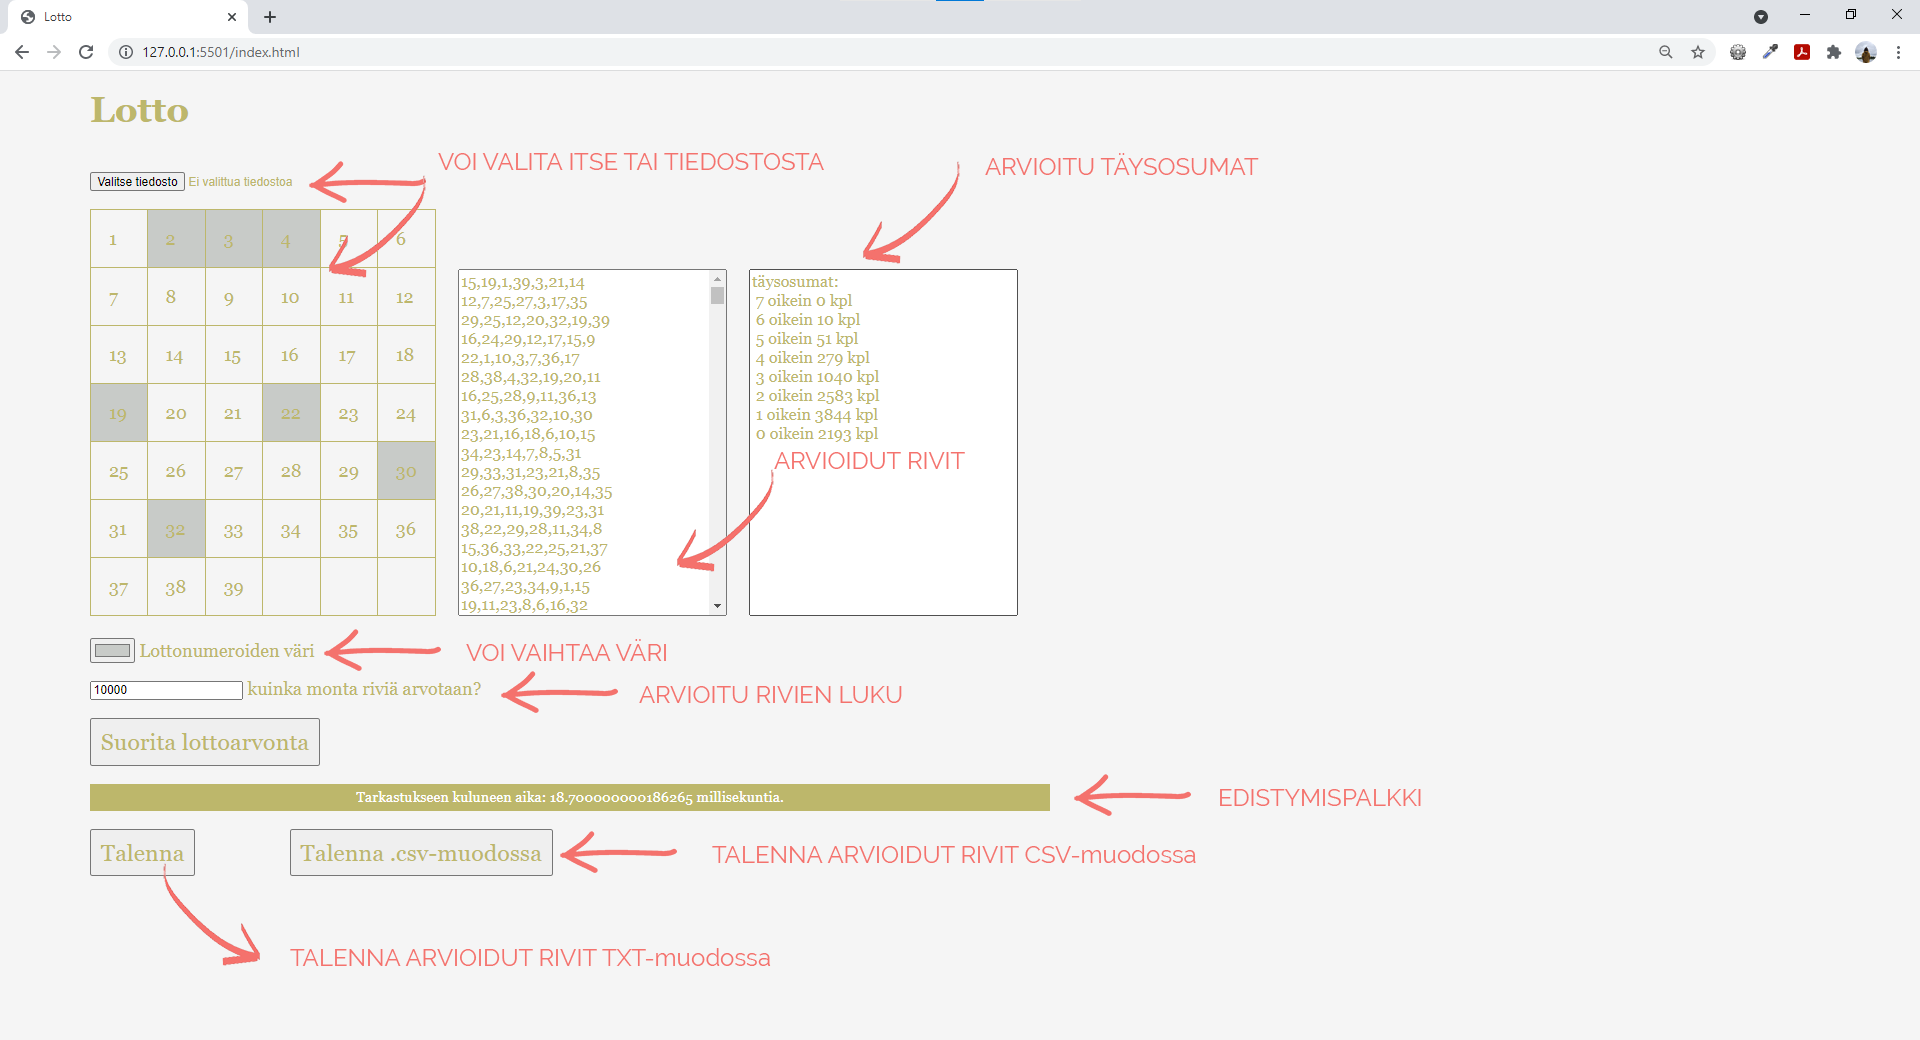 Lotto
127.0.0.1:5501/index.html
Lotto
VOI VALITA ITSE TAI TIEDOSTOSTA
ARVIOITU TÄYSOSUMAT
Valitse tiedosto Ei valittua tiedostoa
1 2 3 4 5 6
7 8 9 10 11 12
13 14 15 16 17 18
19 20 21 22 23 24
25 26 27 28 29 30
31 32 33 34 35 36
37 38 39
15,19,1,39,3,21,14
12,7,25,27,3,17,35
29,25,12,20,32,19,39
16,24,29,12,17,15,9
22,1,10,3,7,36,17
28,38,4,32,19,20,11
16,25,28,9,11,36,13
31,6,3,36,32,10,30
23,21,16,18,6,10,15
34,23,14,7,8,5,31
29,33,31,23,21,8,35
26,27,38,30,20,14,35
20,21,11,19,39,23,31
38,22,29,28,11,34,8
15,36,33,22,25,21,37
10,18,6,21,24,30,26
36,27,23,34,9,1,15
19,11,23,8,6,16,32
täysosumat:
7 oikein 0 kpl
6 oikein 10 kpl
5 oikein 51 kpl
4 oikein 279 kpl
3 oikein 1040 kpl
2 oikein 2583 kpl
1 oikein 3844 kpl
0 oikein 2193 kpl
ARVIOIDUT RIVIT
Lottonumeroiden väri
VOI VAIHTAA VÄRI
10000 kuinka monta riviä arvotaan?
ARVIOITU RIVIEN LUKU
Suorita lottoarvonta
Tarkastukseen kuluneen aika: 18.700000000186265 millisekuntia.
EDISTYMISPALKKI
Talenna
Talenna .csv-muodossa
TALENNA ARVIOIDUT RIVIT CSV-muodossa
TALENNA ARVIOIDUT RIVIT TXT-muodossa